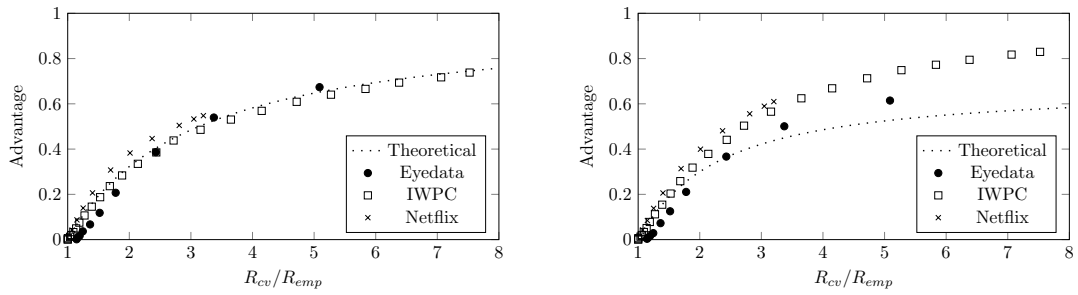 1
0.8
0.6
0.4
0.2
0
Advantage
1 2 3 4 5 6 7 8
R_cv/R_emp
Theoretical
Eyedata
IWPC
Netflix
1
0.8
0.6
0.4
0.2
0
Advantage
1 2 3 4 5 6 7 8
R_cv/R_emp
Theoretical
Eyedata
IWPC
Netflix